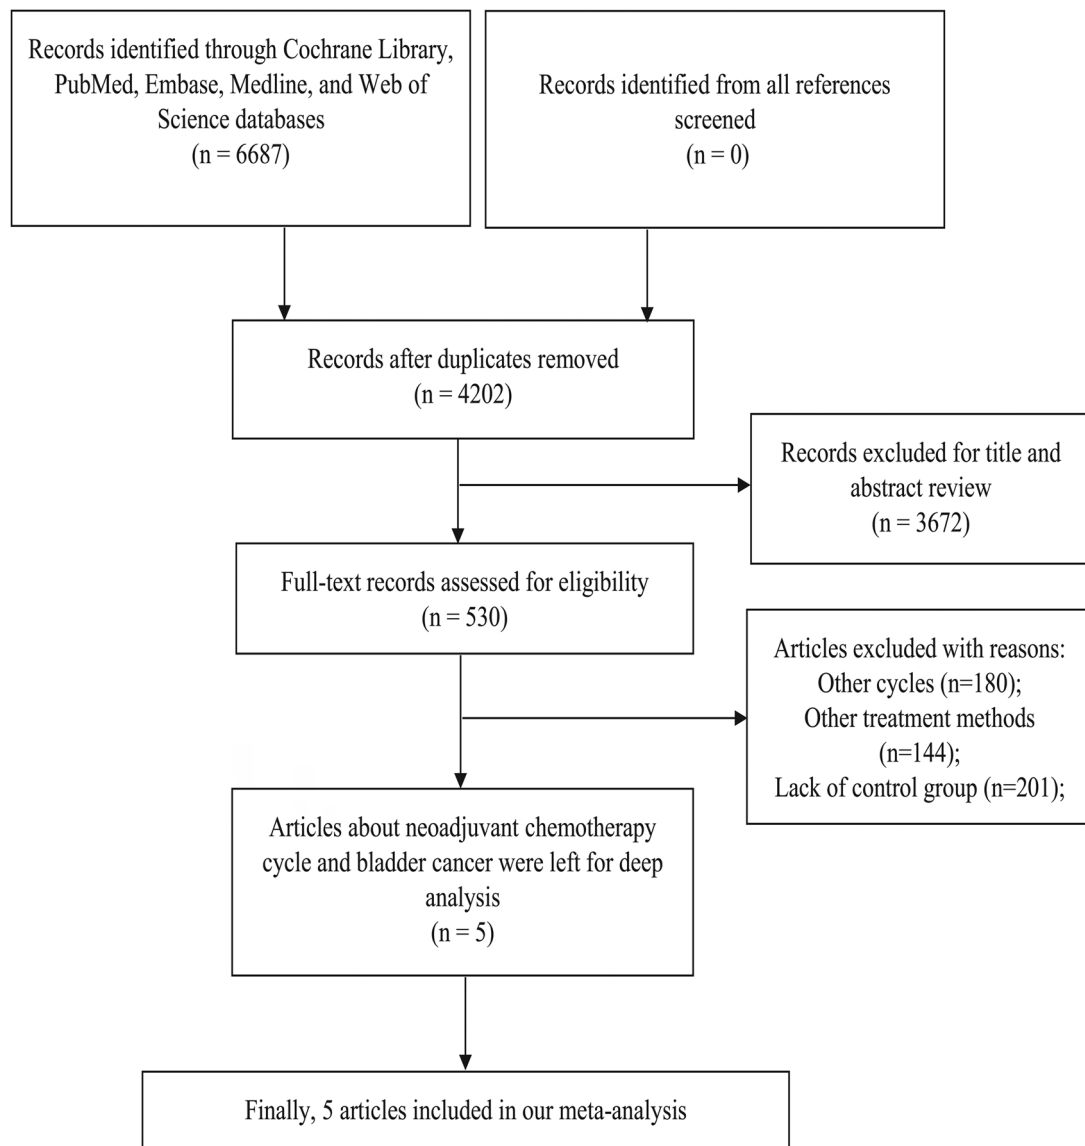 Records identified through Cochrane Library,
PubMed, Embase, Medline, and Web of
Science databases
(n = 6687)
Records identified from all references
screened
(n = 0)
Records after duplicates removed
(n = 4202)
Records excluded for title and
abstract review
(n = 3672)
Full-text records assessed for eligibility
(n = 530)
Articles excluded with reasons:
Other cycles (n=180);
Other treatment methods
(n=144);
Lack of control group (n=201);
Articles about neoadjuvant chemotherapy
cycle and bladder cancer were left for deep
analysis
(n = 5)
Finally, 5 articles included in our meta-analysis